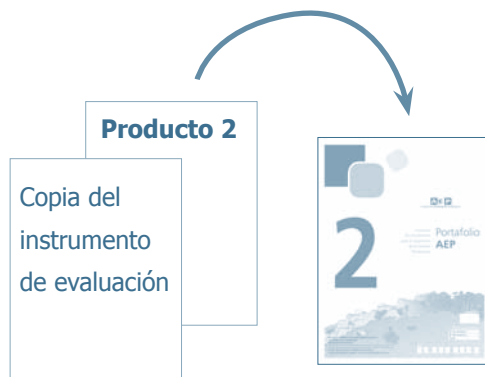 Producto 2
Copia del
instrumento
de evaluación
2
Portafolio
AEP